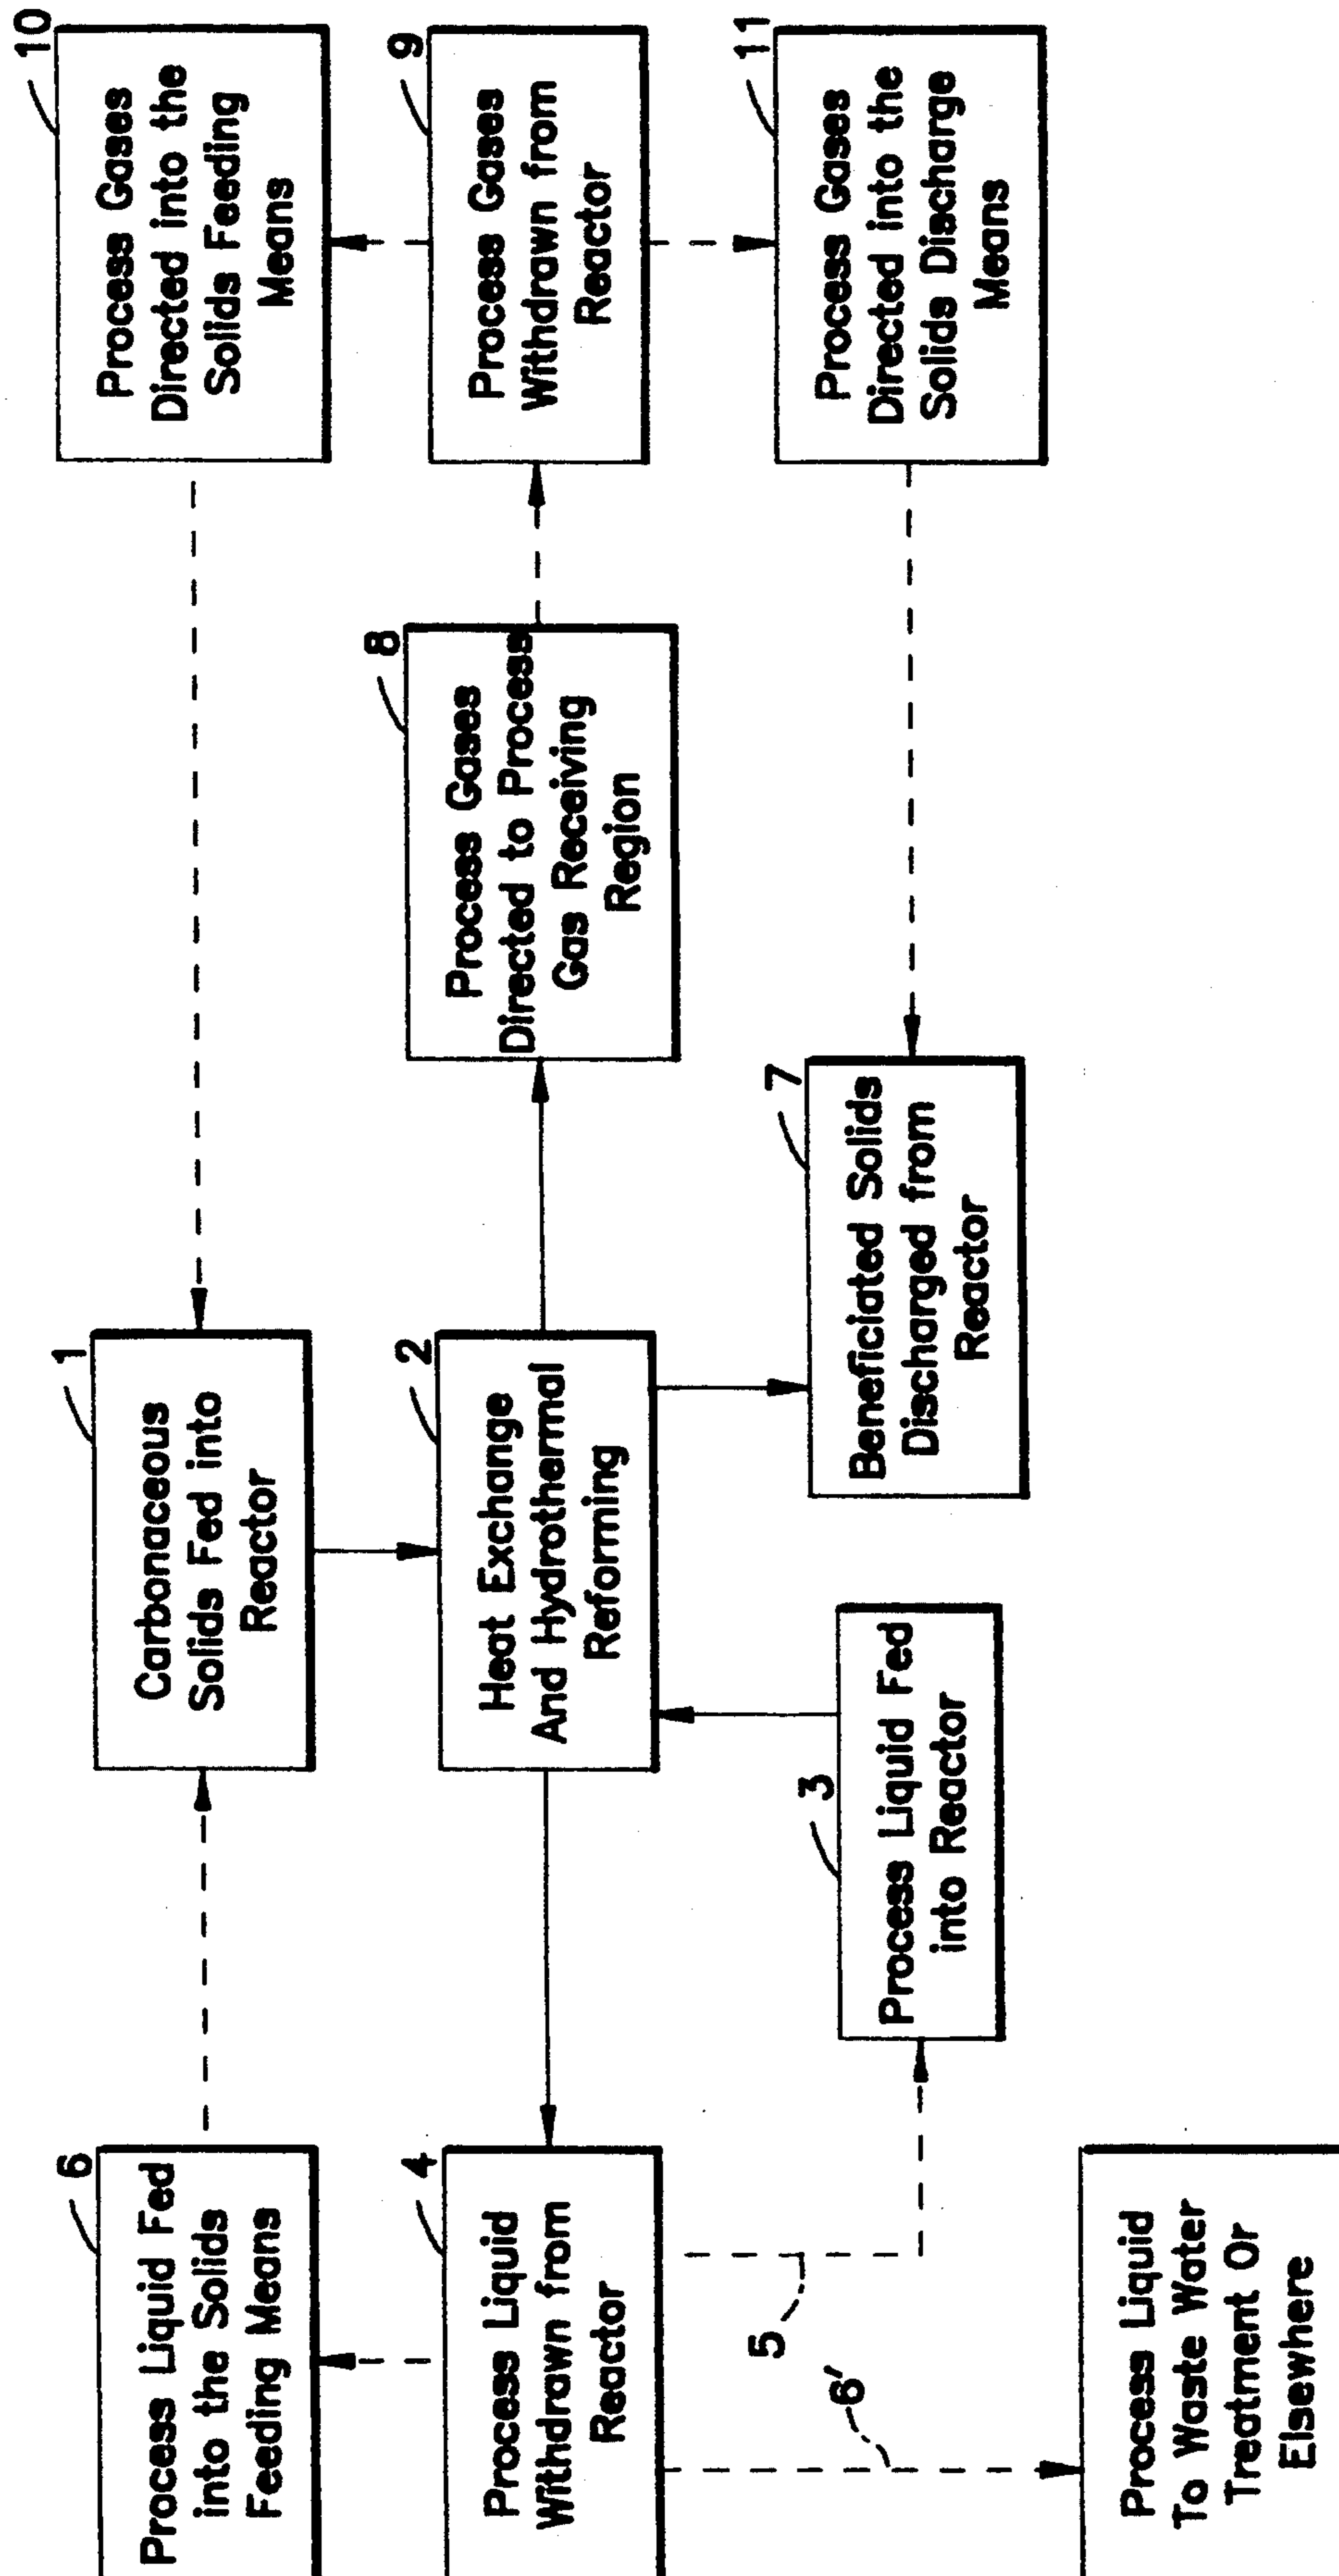 6
Process Liquid Fed
into the Solids
Feeding Means
1
Carbonaceous
Solids Fed into
Reactor
10
Process Gases
Directed into the
Solids Feeding
Means
4
Process Liquid
Withdrawn from
Reactor
2
Heat Exchange
And Hydrothermal
Reforming
8
Process Gases
Directed to Process
Gas Receiving
Region
9
Process Gases
Withdrawn from
Reactor
5
6'
3
Process Liquid Fed
into Reactor
7
Beneficiated Solids
Discharged from
Reactor
11
Process Gases
Directed into the
Solids Discharge
Means
Process Liquid
To Waste Water
Treatment Or
Elsewhere